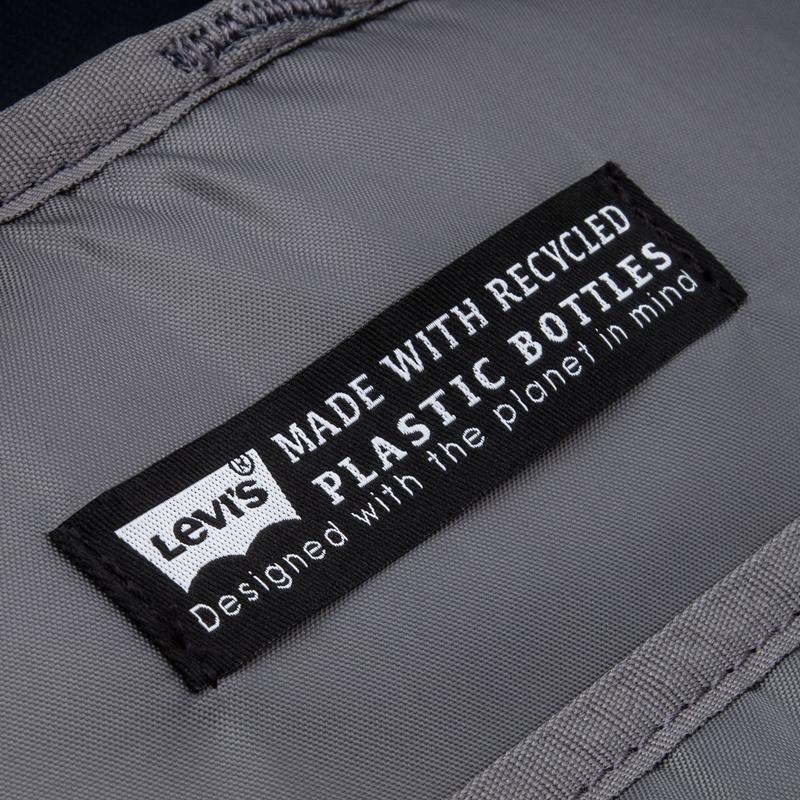 LEVI'S®
MADE WITH RECYCLED
PLASTIC BOTTLES
Designed with the planet in mind